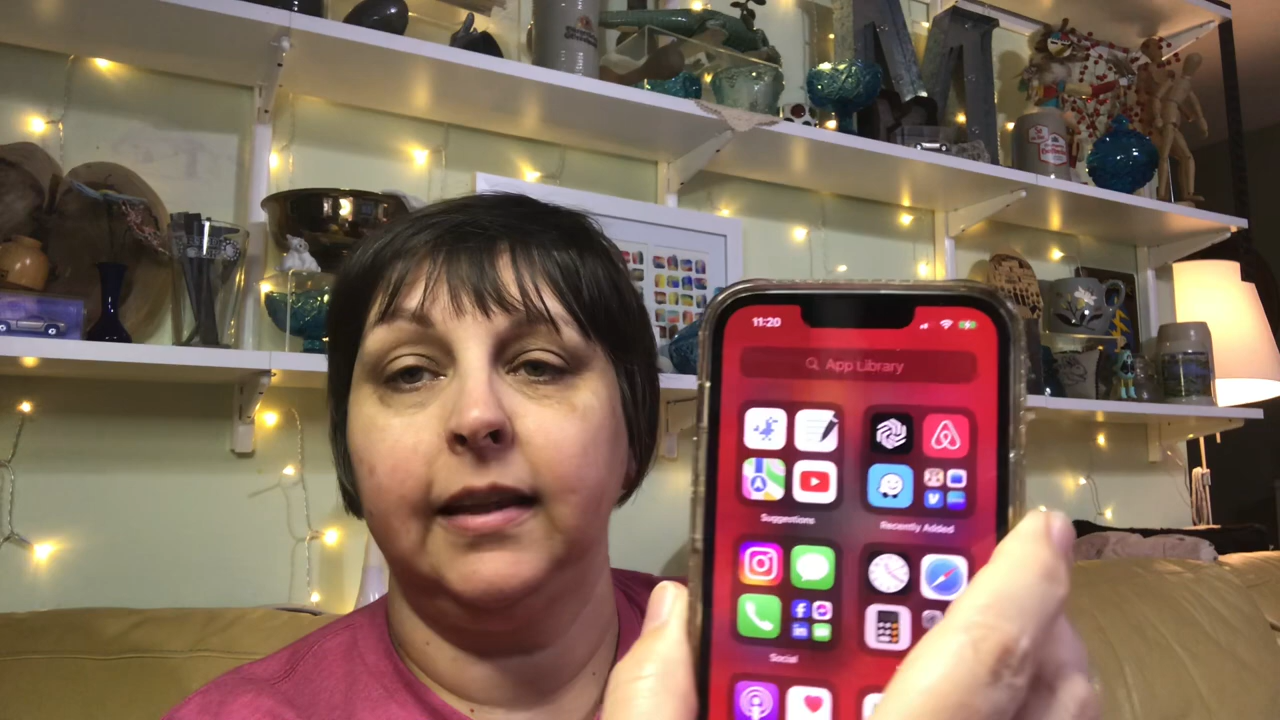 11:20
App Library
Suggestions
Recently Added
Social